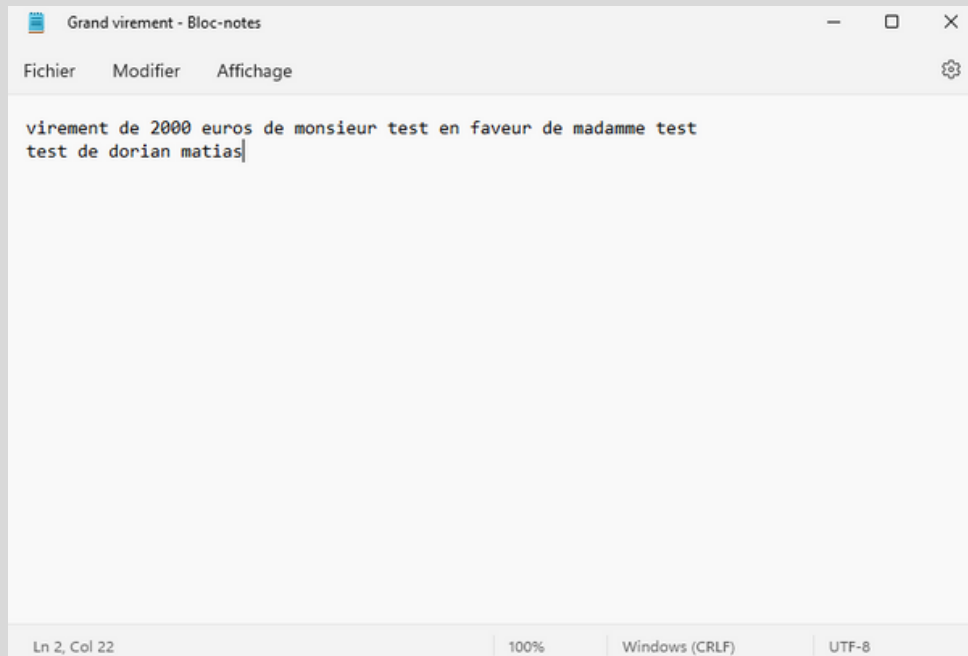 Grand virement - Bloc-notes
Fichier Modifier Affichage
virement de 2000 euros de monsieur test en faveur de madamme test
test de dorian matias
Ln 2, Col 22 100% Windows (CRLF) UTF-8